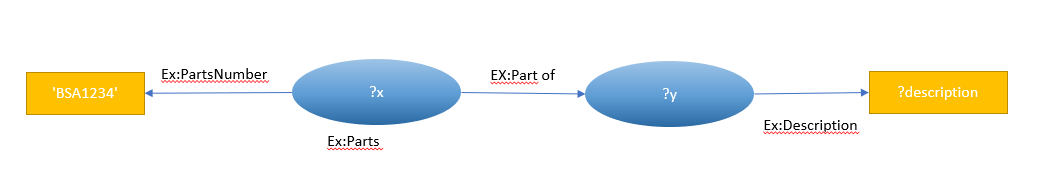 Ex:PartsNumber
EX:Part of
'BSA1234'
?x
?y
?description
Ex:Description
Ex:Parts